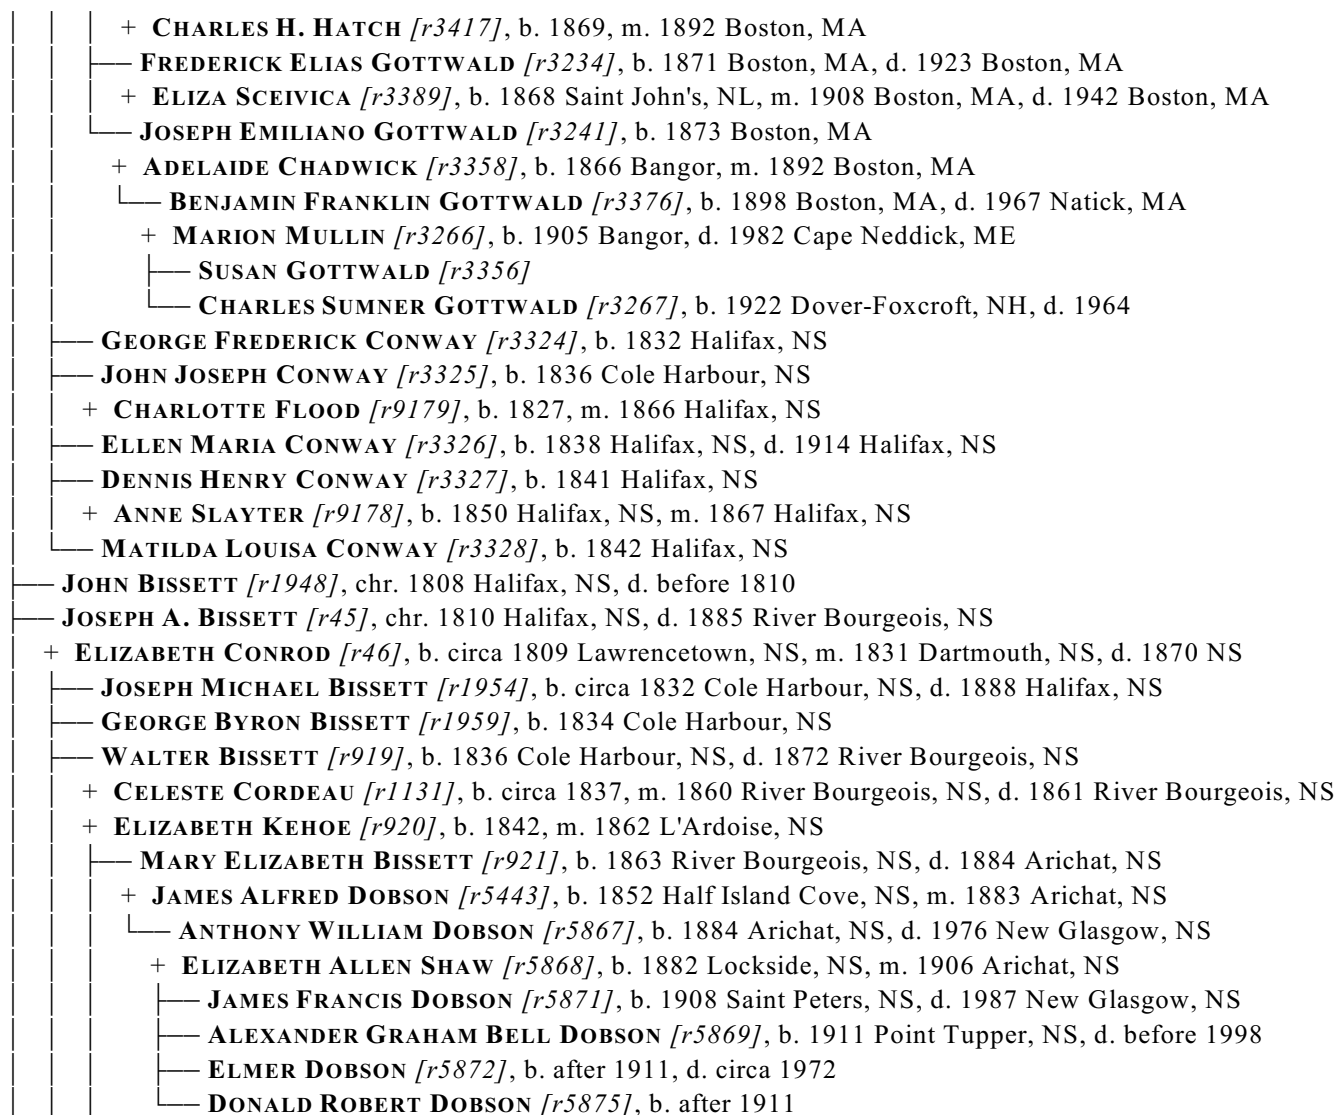 + CHARLES H. HATCH [r3417], b. 1869, m. 1892 Boston, MA
FREDERICK ELIAS GOTTWALD [r3234], b. 1871 Boston, MA, d. 1923 Boston, MA
+ ELIZA SCEIVICA [r3389], b. 1868 Saint John's, NL, m. 1908 Boston, MA, d. 1942 Boston, MA
JOSEPH EMILIANO GOTTWALD [r3241], b. 1873 Boston, MA
+ ADELAIDE CHADWICK [r3358], b. 1866 Bangor, m. 1892 Boston, MA
BENJAMIN FRANKLIN GOTTWALD [r3376], b. 1898 Boston, MA, d. 1967 Natick, MA
+ MARION MULLIN [r3266], b. 1905 Bangor, d. 1982 Cape Neddick, ME
SUSAN GOTTWALD [r3356]
CHARLES SUMNER GOTTWALD [r3267], b. 1922 Dover-Foxcroft, NH, d. 1964
GEORGE FREDERICK CONWAY [r3324], b. 1832 Halifax, NS
JOHN JOSEPH CONWAY [r3325], b. 1836 Cole Harbour, NS
+ CHARLOTTE FLOOD [r9179], b. 1827, m. 1866 Halifax, NS
ELLEN MARIA CONWAY [r3326], b. 1838 Halifax, NS, d. 1914 Halifax, NS
DENNIS HENRY CONWAY [r3327], b. 1841 Halifax, NS
+ ANNE SLAYTER [r9178], b. 1850 Halifax, NS, m. 1867 Halifax, NS
MATILDA LOUISA CONWAY [r3328], b. 1842 Halifax, NS
JOHN BISSETT [r1948], chr. 1808 Halifax, NS, d. before 1810
JOSEPH A. BISSETT [r45], chr. 1810 Halifax, NS, d. 1885 River Bourgeois, NS
+ ELIZABETH CONROD [r46], b. circa 1809 Lawrencetown, NS, m. 1831 Dartmouth, NS, d. 1870 NS
JOSEPH MICHAEL BISSETT [r1954], b. circa 1832 Cole Harbour, NS, d. 1888 Halifax, NS
GEORGE BYRON BISSETT [r1959], b. 1834 Cole Harbour, NS
WALTER BISSETT [r919], b. 1836 Cole Harbour, NS, d. 1872 River Bourgeois, NS
+ CELESTE CORDEAU [r1131], b. circa 1837, m. 1860 River Bourgeois, NS, d. 1861 River Bourgeois, NS
+ ELIZABETH KEHOE [r920], b. 1842, m. 1862 L'Ardoise, NS
MARY ELIZABETH BISSETT [r921], b. 1863 River Bourgeois, NS, d. 1884 Arichat, NS
+ JAMES ALFRED DOBSON [r5443], b. 1852 Half Island Cove, NS, m. 1883 Arichat, NS
ANTHONY WILLIAM DOBSON [r5867], b. 1884 Arichat, NS, d. 1976 New Glasgow, NS
+ ELIZABETH ALLEN SHAW [r5868], b. 1882 Lockside, NS, m. 1906 Arichat, NS
JAMES FRANCIS DOBSON [r5871], b. 1908 Saint Peters, NS, d. 1987 New Glasgow, NS
ALEXANDER GRAHAM BELL DOBSON [r5869], b. 1911 Point Tupper, NS, d. before 1998
ELMER DOBSON [r5872], b. after 1911, d. circa 1972
DONALD ROBERT DOBSON [r5875], b. after 1911